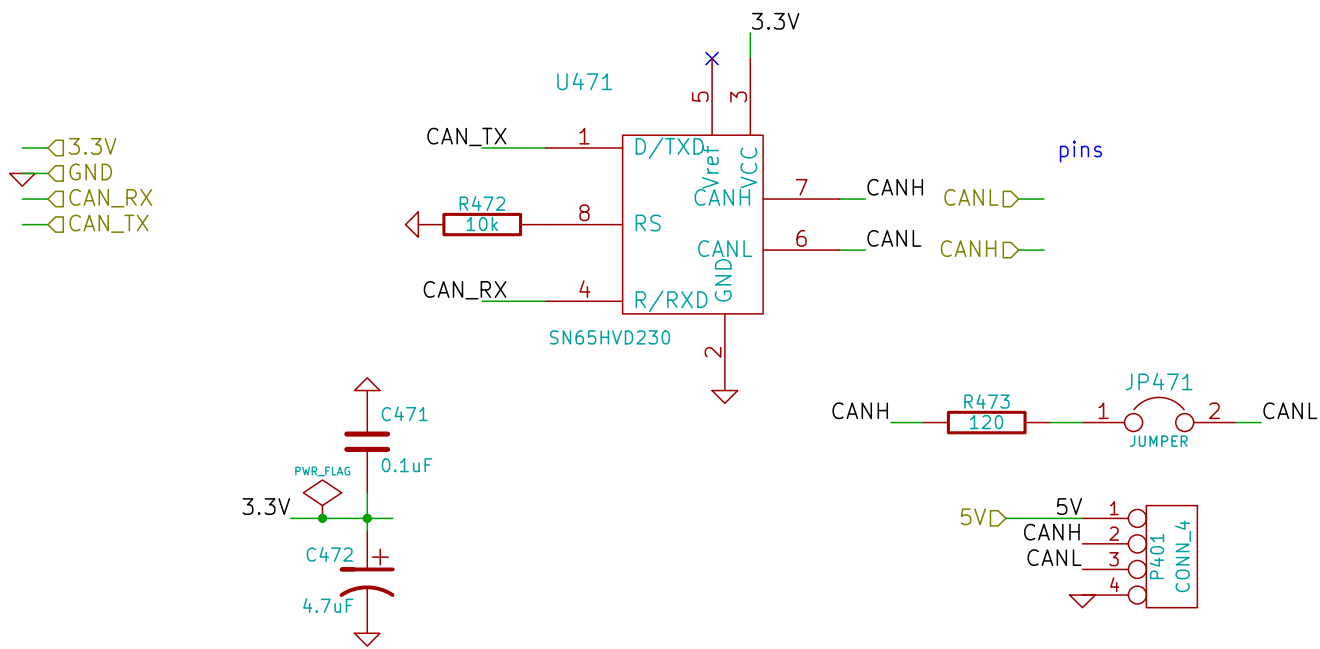 3.3V
U471
5
3
CAN_TX
1
D/TXD
Vref
VCC
pins
3.3V
GND
CAN_RX
CAN_TX
R472
10k
8
RS
CANH
7
CANH
CANL
CANL
6
CANL
CANH
CAN_RX
4
R/RXD
GND
SN65HVD230
2
C471
0.1uF
PWR_FLAG
3.3V
C472
+
4.7uF
JP471
CANH
R473
120
1
2
CANL
JUMPER
5V
5V
1
CANH
2
CANL
3
4
P401
CONN_4